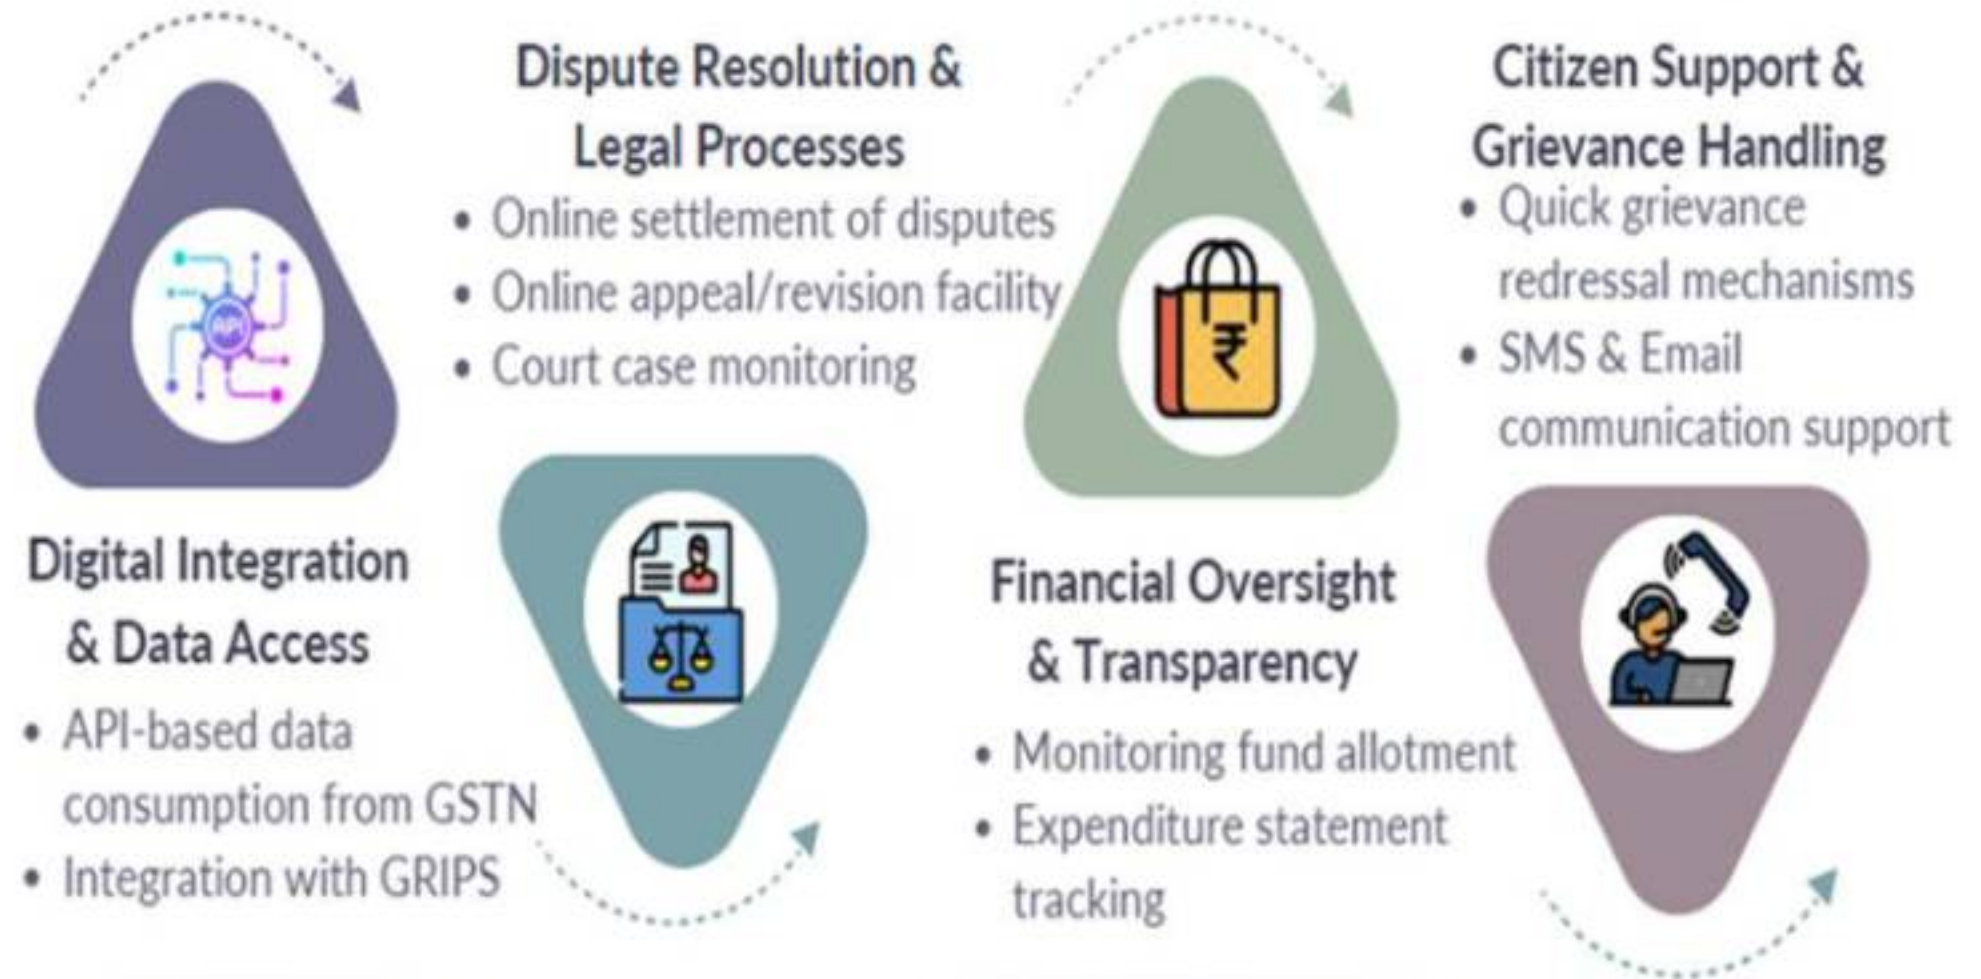 Digital Integration
& Data Access
• API-based data
consumption from GSTN
• Integration with GRIPS
Dispute Resolution &
Legal Processes
• Online settlement of disputes
• Online appeal/revision facility
• Court case monitoring
Financial Oversight
& Transparency
• Monitoring fund allotment
• Expenditure statement
tracking
Citizen Support &
Grievance Handling
• Quick grievance
redressal mechanisms
• SMS & Email
communication support
API
₹